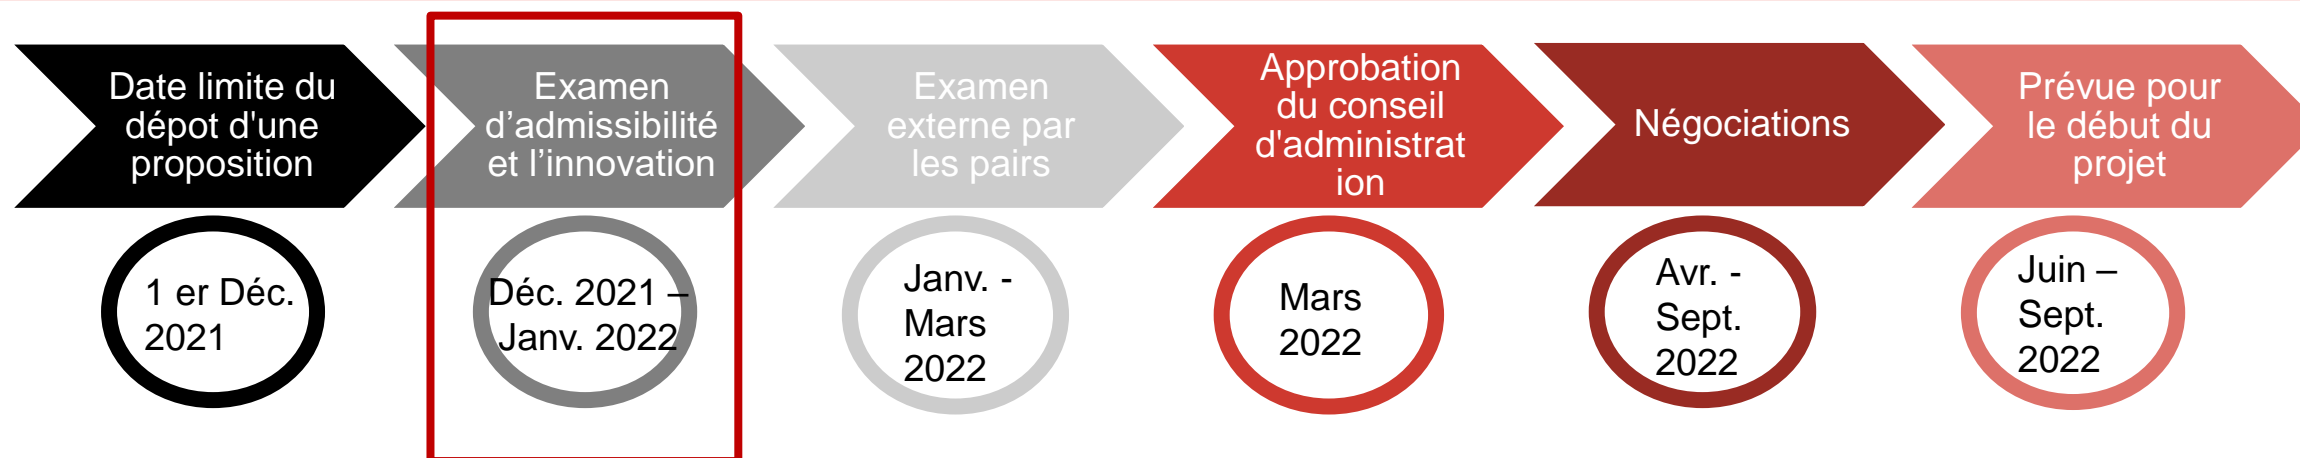 Date limite du
dépot d'une
proposition
Examen
d’admissibilité
et l’innovation
Examen
externe par
les pairs
Approbation
du conseil
d'administrat
ion
Négociations
Prévue pour
le début du
projet
1 er Déc.
2021
Déc. 2021 –
Janv. 2022
Janv. -
Mars
2022
Mars
2022
Avr. -
Sept.
2022
Juin –
Sept.
2022